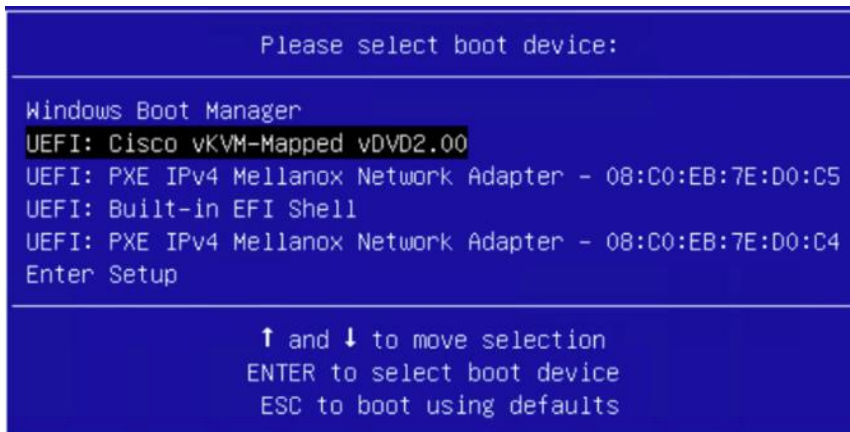 Please select boot device:
Windows Boot Manager
UEFI: Cisco vKVM-Mapped vDVD2.00
UEFI: PXE IPv4 Mellanox Network Adapter - 08:C0:EB:7E:D0:C5
UEFI: Built-in EFI Shell
UEFI: PXE IPv4 Mellanox Network Adapter - 08:C0:EB:7E:D0:C4
Enter Setup
↑ and ↓ to move selection
ENTER to select boot device
ESC to boot using defaults